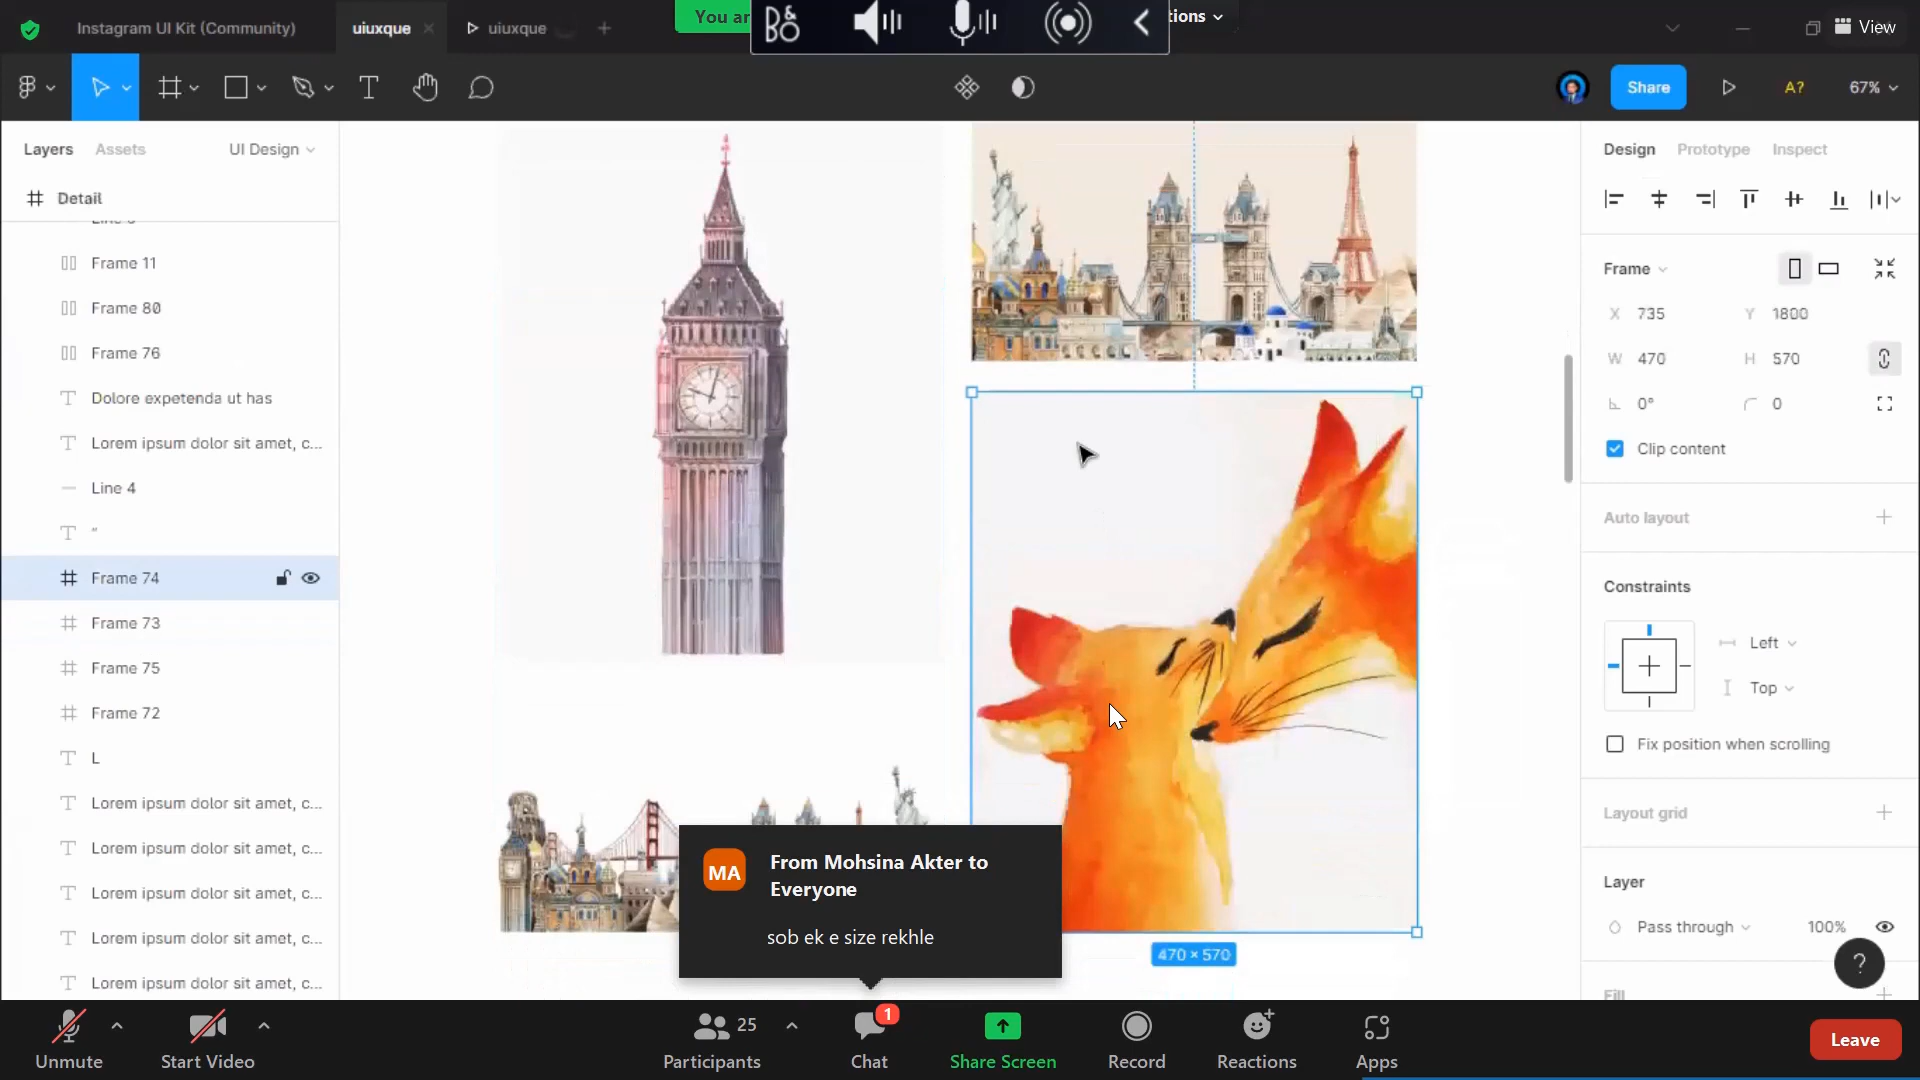 Instagram UI Kit (Community)
uiuxque
uiuxque
You ar
B&O
tions
View
Share
A?
67%
Layers
Assets
UI Design
Detail
Frame 11
Frame 80
Frame 76
Dolore expetenda ut has
Lorem ipsum dolor sit amet, c...
Line 4
"
Frame 74
Frame 73
Frame 75
Frame 72
L
Lorem ipsum dolor sit amet, c...
Lorem ipsum dolor sit amet, c...
Lorem ipsum dolor sit amet, c...
Lorem ipsum dolor sit amet, c...
Lorem ipsum dolor sit amet, c...
470 × 570
Design
Prototype
Inspect
Frame
X 735
Y 1800
W 470
H 570
0°
0
Clip content
Auto layout
Constraints
Left
Top
Fix position when scrolling
Layout grid
Layer
Pass through
100%
?
Fill
MA
From Mohsina Akter to
Everyone
sob ek e size rekhle
Unmute
Start Video
25
Participants
1
Chat
Share Screen
Record
Reactions
Apps
Leave